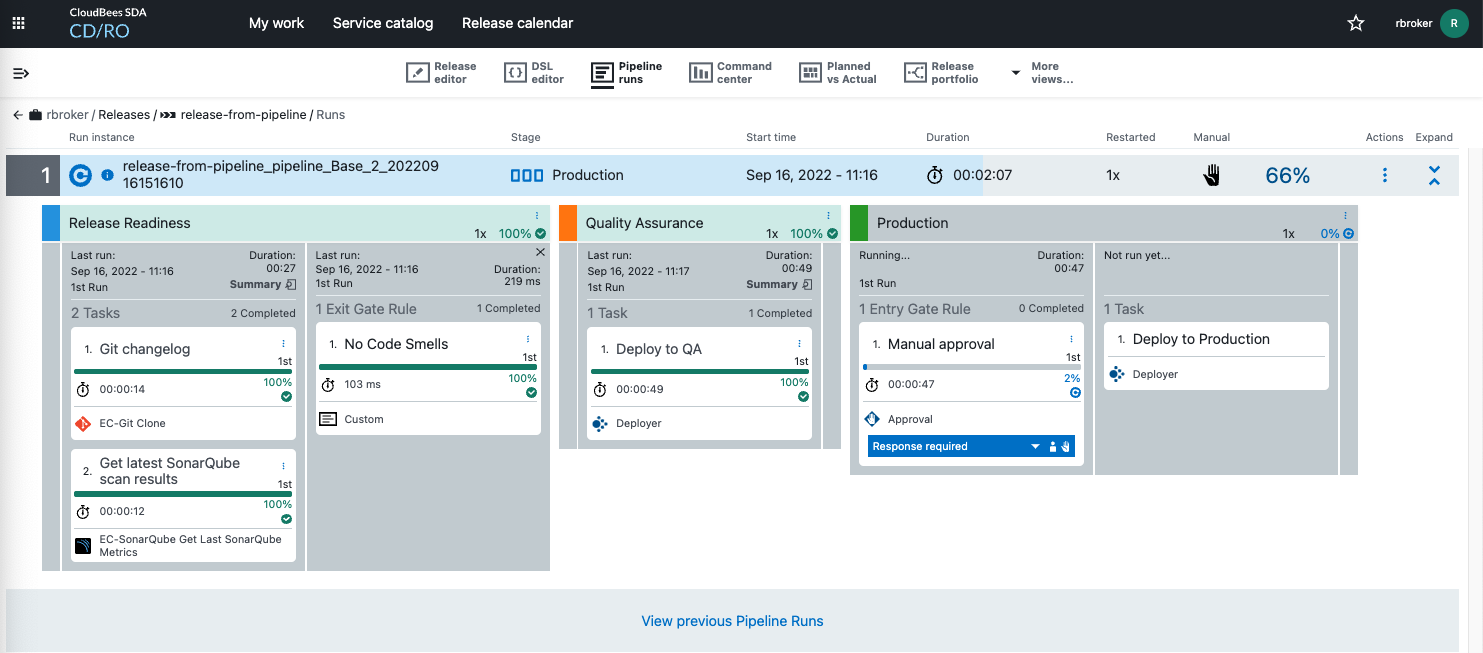 CloudBees SDA
CD/RO
My work
Service catalog
Release calendar
rbroker
R
Release editor
DSL editor
Pipeline runs
Command center
Planned vs Actual
Release portfolio
More views...
rbroker / Releases / release-from-pipeline / Runs
Run instance
Stage
Start time
Duration
Restarted
Manual
Actions
Expand
1
release-from-pipeline_pipeline_Base_2_202209
16151610
Production
Sep 16, 2022 - 11:16
00:02:07
1x
66%
Release Readiness
1x
100%
Last run:
Sep 16, 2022 - 11:16
1st Run
Duration:
00:27
Summary
2 Tasks
2 Completed
1. Git changelog
1st
100%
00:00:14
EC-Git Clone
2. Get latest SonarQube
scan results
1st
100%
00:00:12
EC-SonarQube Get Last SonarQube
Metrics
Last run:
Sep 16, 2022 - 11:16
1st Run
Duration:
219 ms
1 Exit Gate Rule
1 Completed
1. No Code Smells
1st
100%
103 ms
Custom
Quality Assurance
1x
100%
Last run:
Sep 16, 2022 - 11:17
1st Run
Duration:
00:49
Summary
1 Task
1 Completed
1. Deploy to QA
1st
100%
00:00:49
Deployer
Production
1x
0%
Running...
1st Run
Duration:
00:47
1 Entry Gate Rule
0 Completed
1. Manual approval
1st
2%
00:00:47
Approval
Response required
Not run yet...
1 Task
1. Deploy to Production
Deployer
View previous Pipeline Runs